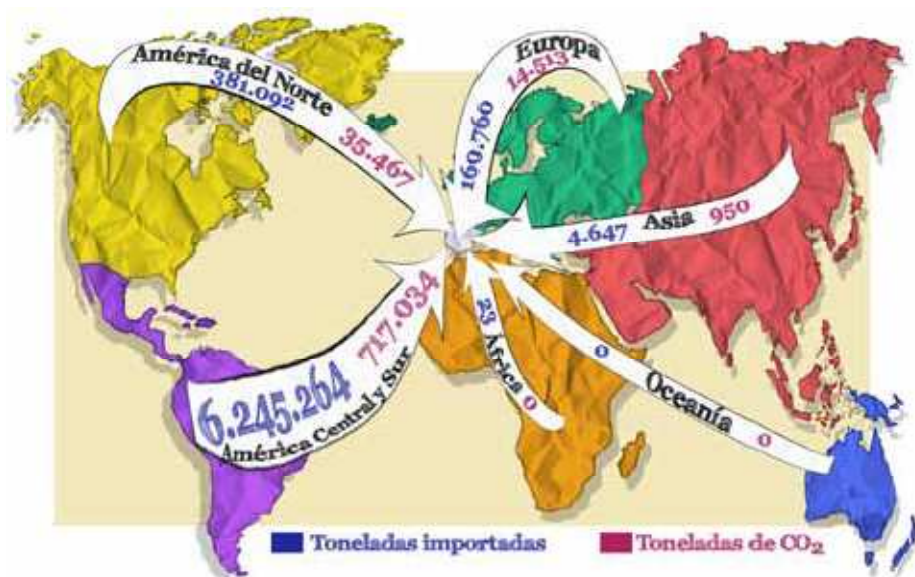 América del Norte
381.092
35.467
Europa
14.513
160.760
Asia
950
4.647
717.034
6.245.264
América Central y Sur
23
África
0
0
Oceanía
0
Toneladas importadas
Toneladas de CO₂